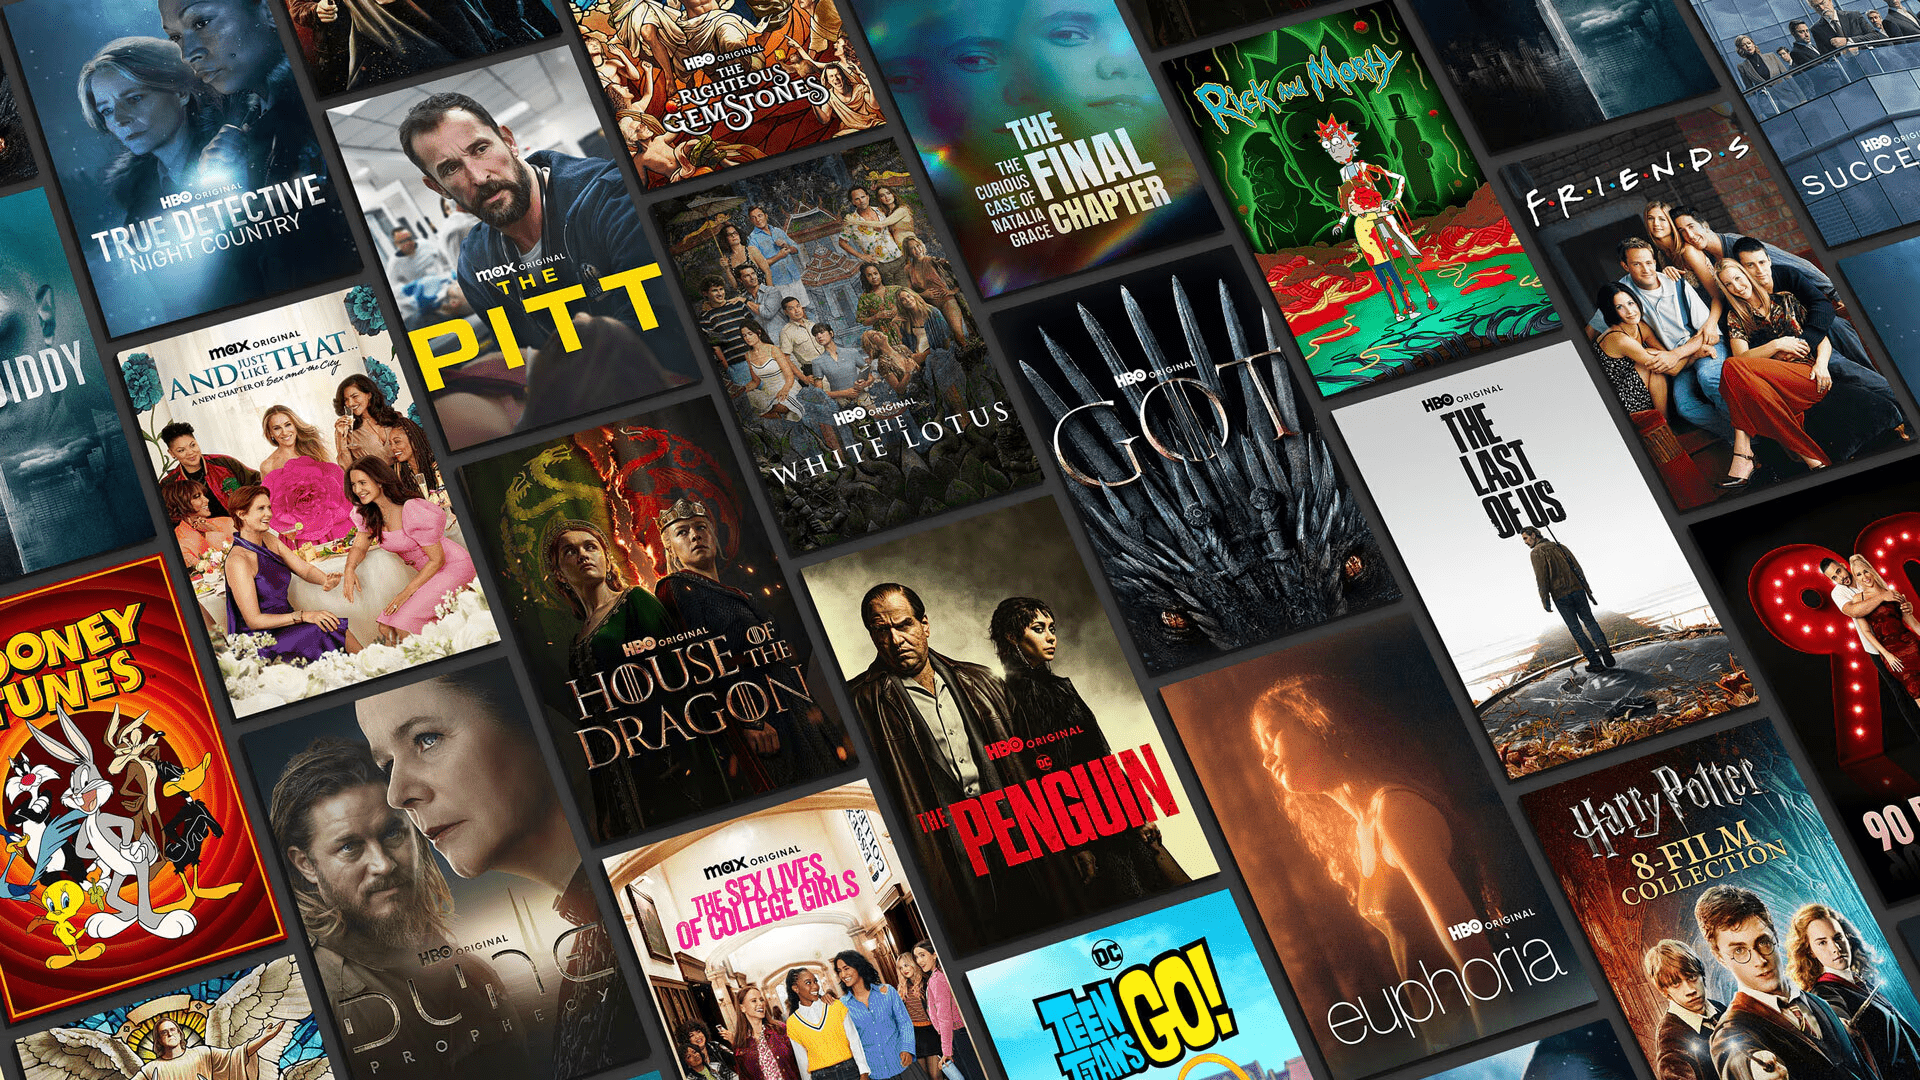 HBO ORIGINAL
TRUE DETECTIVE
NIGHT COUNTRY
max ORIGINAL
THE
PITT
HBO ORIGINAL
THE
RIGHTEOUS
GEMSTONES
THE
FINAL
CHAPTER
THE
CURIOUS
CASE OF
NATALIA
GRACE
Rick and Morty
F·R·I·E·N·D·S
HBO ORIGI
SUCCES
IDDY
max ORIGINAL
AND JUST
LIKE THAT...
A NEW CHAPTER OF Sex and the City
HBO ORIGINAL
THE
WHITE LOTUS
HBO ORIGINAL
GOT
HBO ORIGINAL
THE
LAST
OF US
OONEY
TUNES
HBO ORIGINAL
HOUSE OF
THE
DRAGON
HBO ORIGINAL
DC
THE PENGUIN
90
HBO ORIGINAL
DUNE
PROPHECY
max ORIGINAL
THE SEX LIVES
OF COLLEGE GIRLS
HBO ORIGINAL
euphoria
Harry Potter
8-FILM
COLLECTION
DC
TEEN
TITANS
GO!